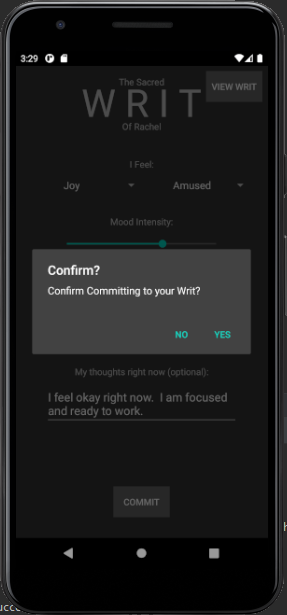 3:29
The Sacred
VIEW WRIT
WRIT
Of Rachel
I Feel:
Joy
Amused
Mood Intensity:
Confirm?
Confirm Committing to your Writ?
NO
YES
My thoughts right now (optional):
I feel okay right now. I am focused
and ready to work.
COMMIT